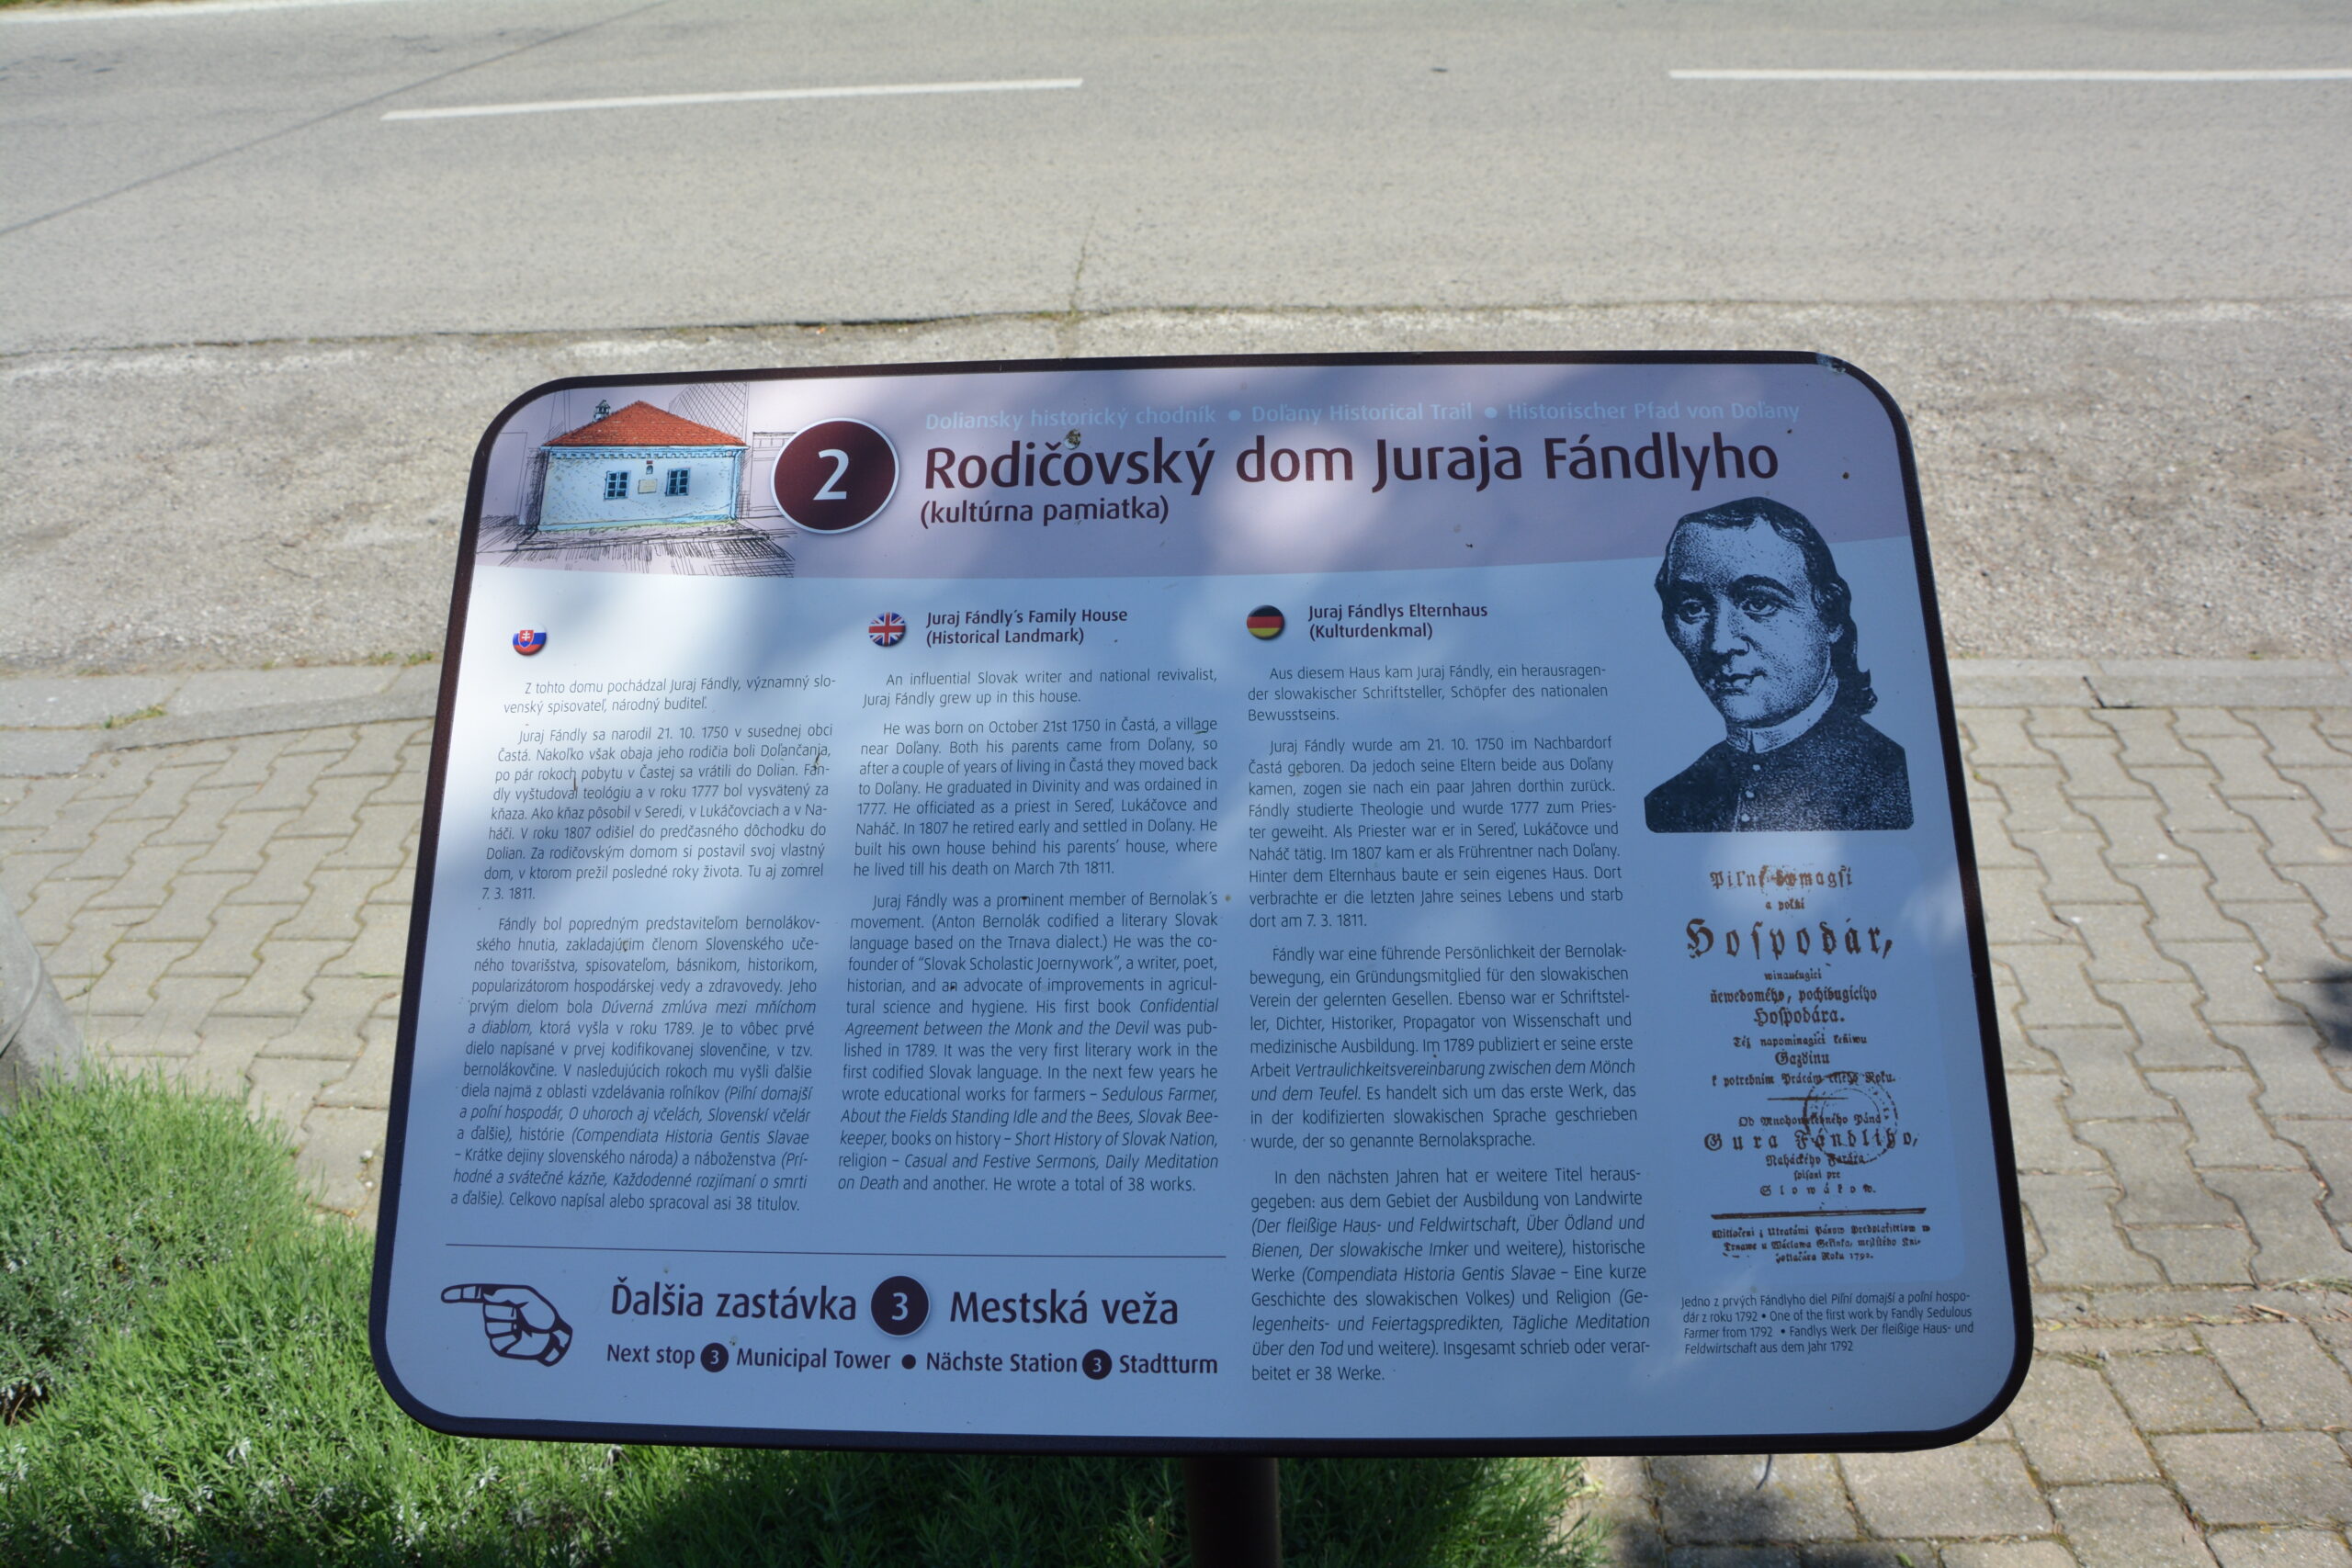 Doliansky historický chodník ● Doľany Historical Trail ● Historischer Pfad von Doľany
2
Rodičovský dom Juraja Fándlyho
(kultúrna pamiatka)
Z tohto domu pochádzal Juraj Fándly, významný slo-
venský spisovateľ, národný buditeľ.
Juraj Fándly sa narodil 21. 10. 1750 v susednej obci
Častá. Nakoľko však obaja jeho rodičia boli Doľančania,
po pár rokoch pobytu v Častej sa vrátili do Dolian. Fán-
dly vyštudoval teológiu a v roku 1777 bol vysvätený za
kňaza. Ako kňaz pôsobil v Seredi, v Lukáčovciach a v Na-
háči. V roku 1807 odišiel do predčasného dôchodku do
Dolian. Za rodičovským domom si postavil svoj vlastný
dom, v ktorom prežil posledné roky života. Tu aj zomrel
7. 3. 1811.
Fándly bol popredným predstaviteľom bernolákov-
ského hnutia, zakladajúcim členom Slovenského uče-
ného tovarišstva, spisovateľom, básnikom, historikom,
popularizátorom hospodárskej vedy a zdravovedy. Jeho
prvým dielom bola Dúverná zmlúva mezi mňíchom
a diablom, ktorá vyšla v roku 1789. Je to vôbec prvé
dielo napísané v prvej kodifikovanej slovenčine, v tzv.
bernolákovčine. V nasledujúcich rokoch mu vyšli ďalšie
diela najmä z oblasti vzdelávania roľníkov (Piľní domajší
a poľní hospodár, O uhoroch aj včelách, Slovenskí včelár
a ďalšie), histórie (Compendiata Historia Gentis Slavae
– Krátke dejiny slovenského národa) a náboženstva (Prí-
hodné a svátečné kázňe, Každodenné rozjímaní o smrti
a ďalšie). Celkovo napísal alebo spracoval asi 38 titulov.
Juraj Fándly´s Family House
(Historical Landmark)
An influential Slovak writer and national revivalist,
Juraj Fándly grew up in this house.
He was born on October 21st 1750 in Častá, a village
near Doľany. Both his parents came from Doľany, so
after a couple of years of living in Častá they moved back
to Doľany. He graduated in Divinity and was ordained in
1777. He officiated as a priest in Sereď, Lukáčovce and
Naháč. In 1807 he retired early and settled in Doľany. He
built his own house behind his parents’ house, where
he lived till his death on March 7th 1811.
Juraj Fándly was a prominent member of Bernolak´s
movement. (Anton Bernolák codified a literary Slovak
language based on the Trnava dialect.) He was the co-
founder of “Slovak Scholastic Joernywork”, a writer, poet,
historian, and an advocate of improvements in agricul-
tural science and hygiene. His first book Confidential
Agreement between the Monk and the Devil was pub-
lished in 1789. It was the very first literary work in the
first codified Slovak language. In the next few years he
wrote educational works for farmers – Sedulous Farmer,
About the Fields Standing Idle and the Bees, Slovak Bee-
keeper, books on history – Short History of Slovak Nation,
religion – Casual and Festive Sermons, Daily Meditation
on Death and another. He wrote a total of 38 works.
Juraj Fándlys Elternhaus
(Kulturdenkmal)
Aus diesem Haus kam Juraj Fándly, ein herausragen-
der slowakischer Schriftsteller, Schöpfer des nationalen
Bewusstseins.
Juraj Fándly wurde am 21. 10. 1750 im Nachbardorf
Častá geboren. Da jedoch seine Eltern beide aus Doľany
kamen, zogen sie nach ein paar Jahren dorthin zurück.
Fándly studierte Theologie und wurde 1777 zum Pries-
ter geweiht. Als Priester war er in Sereď, Lukáčovce und
Naháč tätig. Im 1807 kam er als Frührentner nach Doľany.
Hinter dem Elternhaus baute er sein eigenes Haus. Dort
verbrachte er die letzten Jahre seines Lebens und starb
dort am 7. 3. 1811.
Fándly war eine führende Persönlichkeit der Bernolak-
bewegung, ein Gründungsmitglied für den slowakischen
Verein der gelernten Gesellen. Ebenso war er Schriftstel-
ler, Dichter, Historiker, Propagator von Wissenschaft und
medizinische Ausbildung. Im 1789 publiziert er seine erste
Arbeit Vertraulichkeitsvereinbarung zwischen dem Mönch
und dem Teufel. Es handelt sich um das erste Werk, das
in der kodifizierten slowakischen Sprache geschrieben
wurde, der so genannte Bernolaksprache.
In den nächsten Jahren hat er weitere Titel heraus-
gegeben: aus dem Gebiet der Ausbildung von Landwirte
(Der fleißige Haus- und Feldwirtschaft, Über Ödland und
Bienen, Der slowakische Imker und weitere), historische
Werke (Compendiata Historia Gentis Slavae – Eine kurze
Geschichte des slowakischen Volkes) und Religion (Ge-
legenheits- und Feiertagspredikten, Tägliche Meditation
über den Tod und weitere). Insgesamt schrieb oder verar-
beitet er 38 Werke.
Piľní domagſí
a poľní
Hoſpodár,
winaučugící
ňewedomého, pochibugícího
Hoſpodára.
Téż napomínagící ľeňiwu
Gazdinu
k potrebním Prácám celého Roku.
Od
Gura Fándliho,
Naháckého Farára
ſpíſaní pre
Slowákow.
Trnawe u Wáclawa
Roku 1792.
Jedno z prvých Fándlyho diel Piľní domajší a poľní hospo-
dár z roku 1792 • One of the first work by Fandly Sedulous
Farmer from 1792 • Fandlys Werk Der fleißige Haus- und
Feldwirtschaft aus dem Jahr 1792
Ďalšia zastávka 3 Mestská veža
Next stop 3 Municipal Tower ● Nächste Station 3 Stadtturm